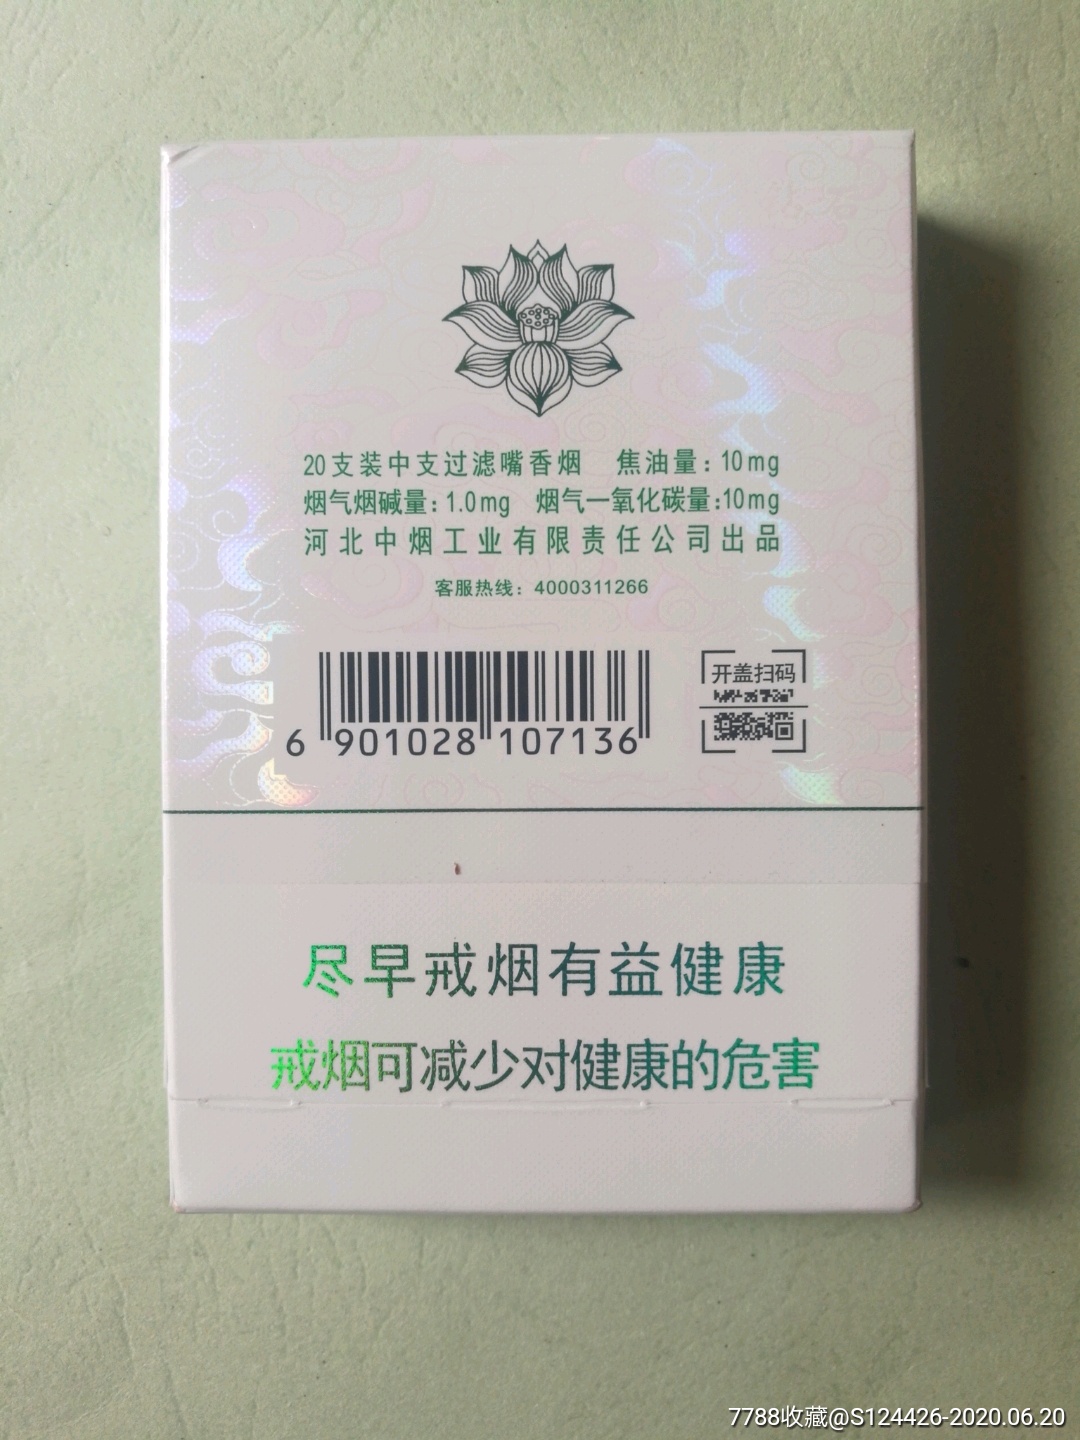 20支装中支过滤嘴香烟 焦油量：10mg
烟气烟碱量：1.0mg 烟气一氧化碳量：10mg
河北中烟工业有限责任公司出品
客服热线：4000311266
开盖扫码
6 901028 107136
尽早戒烟有益健康
戒烟可减少对健康的危害
7788收藏@S124426-2020.06.20